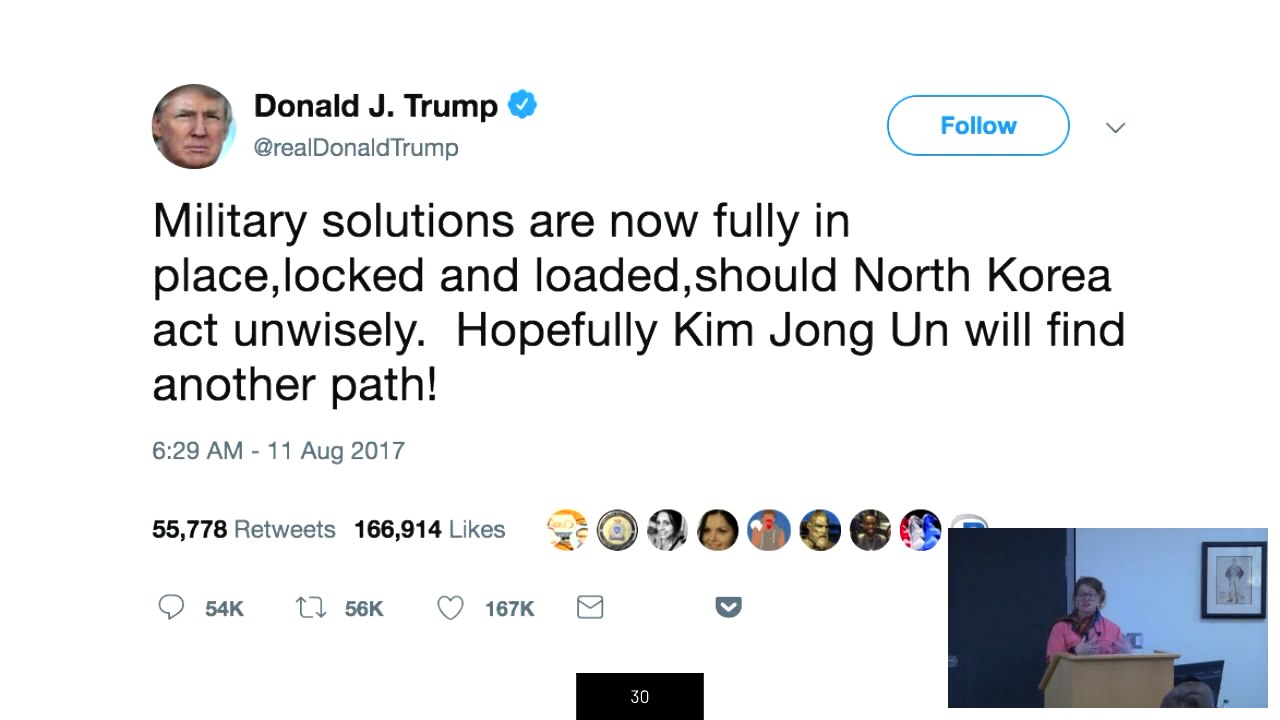 Donald J. Trump
@realDonaldTrump
Follow
Military solutions are now fully in
place,locked and loaded,should North Korea
act unwisely.  Hopefully Kim Jong Un will find
another path!
6:29 AM - 11 Aug 2017
55,778 Retweets 166,914 Likes
54K 56K 167K
30